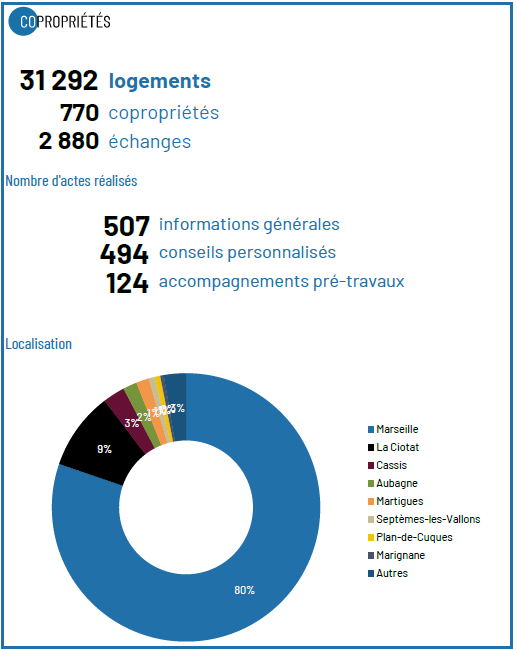 COPROPRIÉTÉS
31 292 logements
770 copropriétés
2 880 échanges
Nombre d'actes réalisés
507 informations générales
494 conseils personnalisés
124 accompagnements pré-travaux
Localisation
3%
2%
3%
9%
80%
Marseille
La Ciotat
Cassis
Aubagne
Martigues
Septèmes-les-Vallons
Plan-de-Cuques
Marignane
Autres